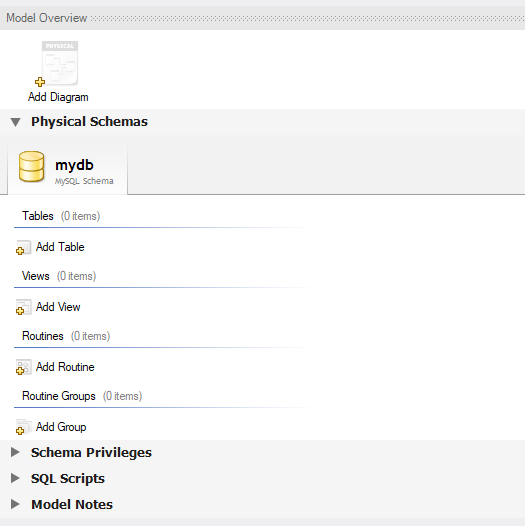 Model Overview
PHYSICAL
Add Diagram
Physical Schemas
mydb
MySQL Schema
Tables (0 items)
Add Table
Views (0 items)
Add View
Routines (0 items)
Add Routine
Routine Groups (0 items)
Add Group
Schema Privileges
SQL Scripts
Model Notes